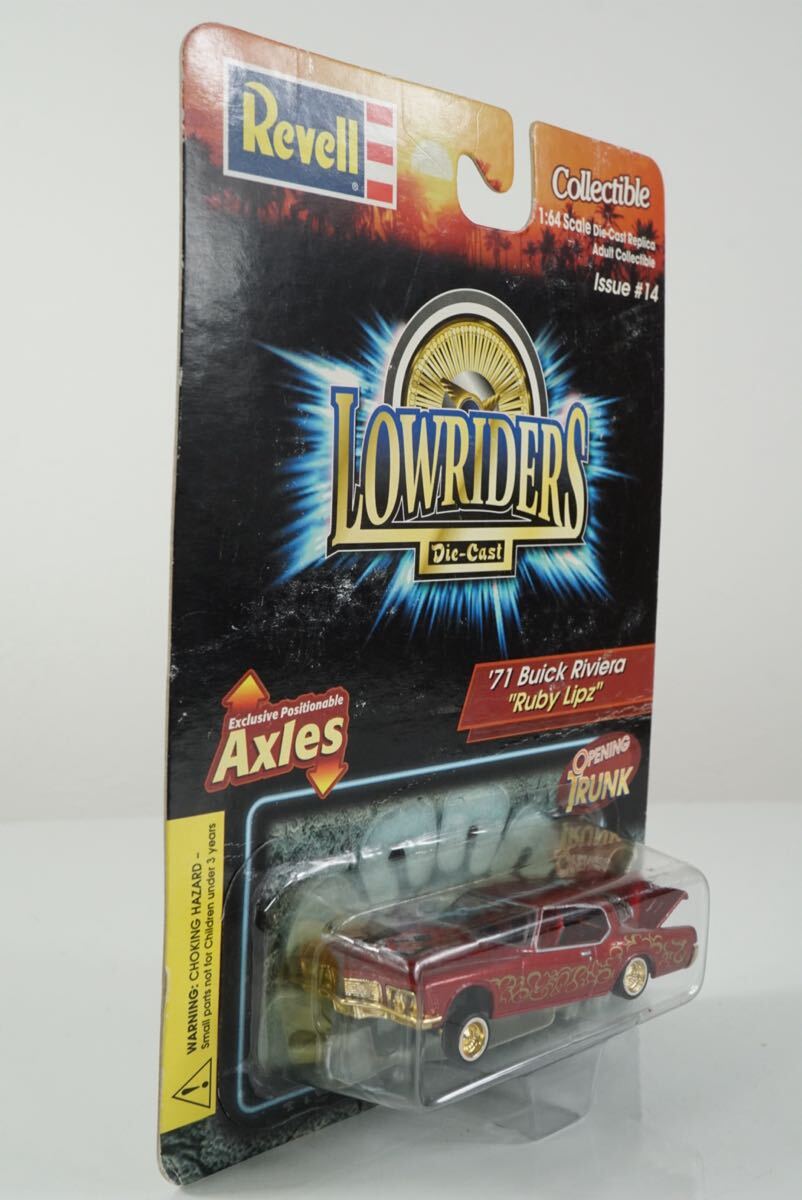 Revell
®
Collectible
1:64 Scale Die-Cast Replica
Adult Collectible
Issue #14
LOWRIDERS
Die-Cast
'71 Buick Riviera
"Ruby Lipz"
Exclusive Positionable
Axles
OPENING
TRUNK
WARNING: CHOKING HAZARD –
Small parts not for Children under 3 years